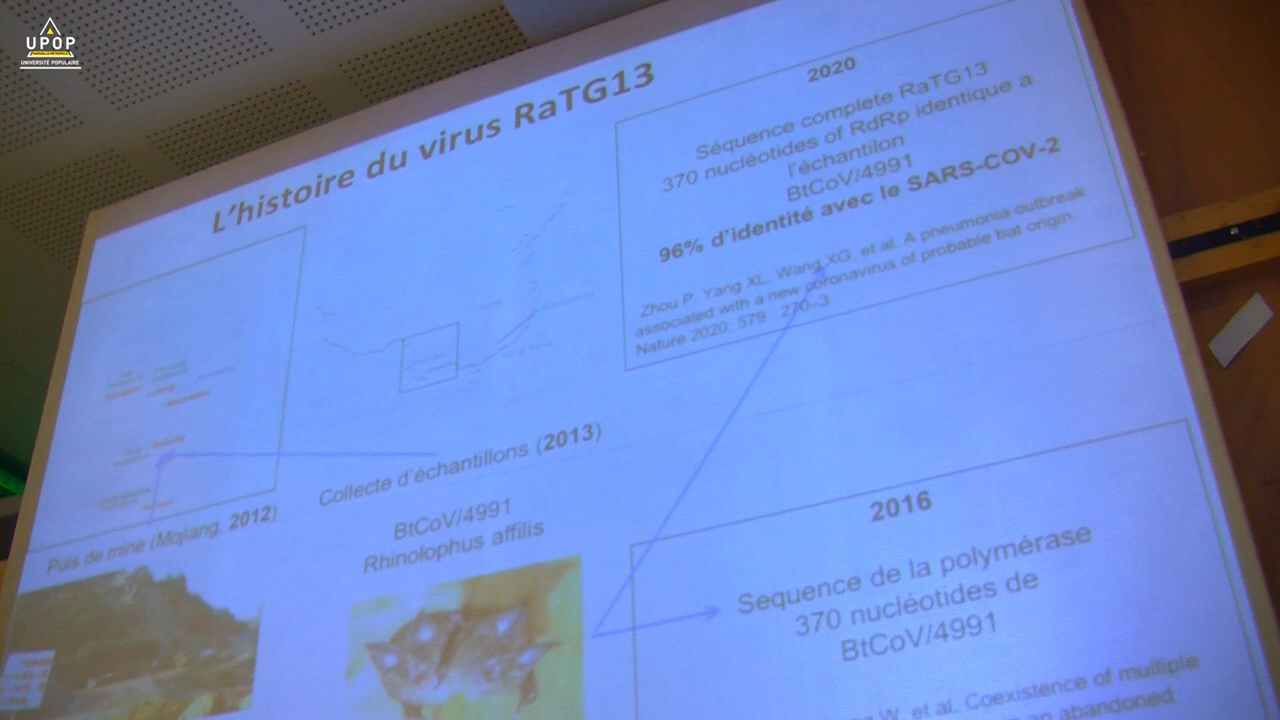 UPOP
UNIVERSITÉ POPULAIRE
L'histoire du virus RaTG13
2020
Séquence complete RaTG13
370 nucléotides of RdRp identique a
l'échantilon
BtCoV/4991
96% d'identité avec le SARS-COV-2
Zhou P, Yang XL, Wang XG, et al. A pneumonia outbreak
associated with a new coronavirus of probable bat origin.
Nature 2020; 579 : 270–3
Puis de mine (Mojiang, 2012)
Collecte d'échantillons (2013)
BtCoV/4991
Rhinolophus affilis
2016
Sequence de la polymérase
370 nucléotides de
BtCoV/4991
W, et al. Coexistence of multiple
an abandoned